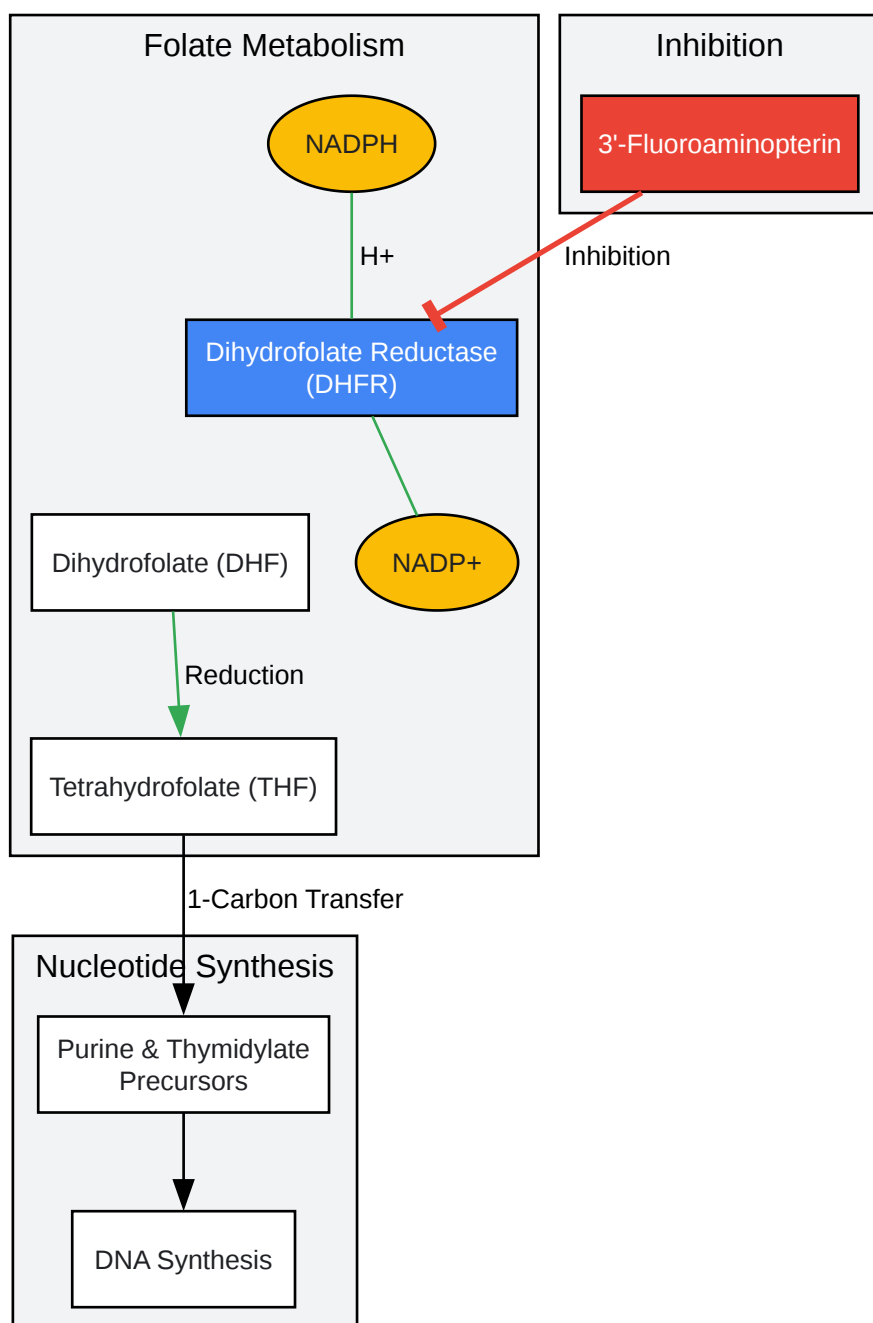 Folate Metabolism
Inhibition
NADPH
3'-Fluoroaminopterin
H+
Inhibition
Dihydrofolate Reductase
(DHFR)
Dihydrofolate (DHF)
NADP+
Reduction
Tetrahydrofolate (THF)
1-Carbon Transfer
Nucleotide Synthesis
Purine & Thymidylate
Precursors
DNA Synthesis